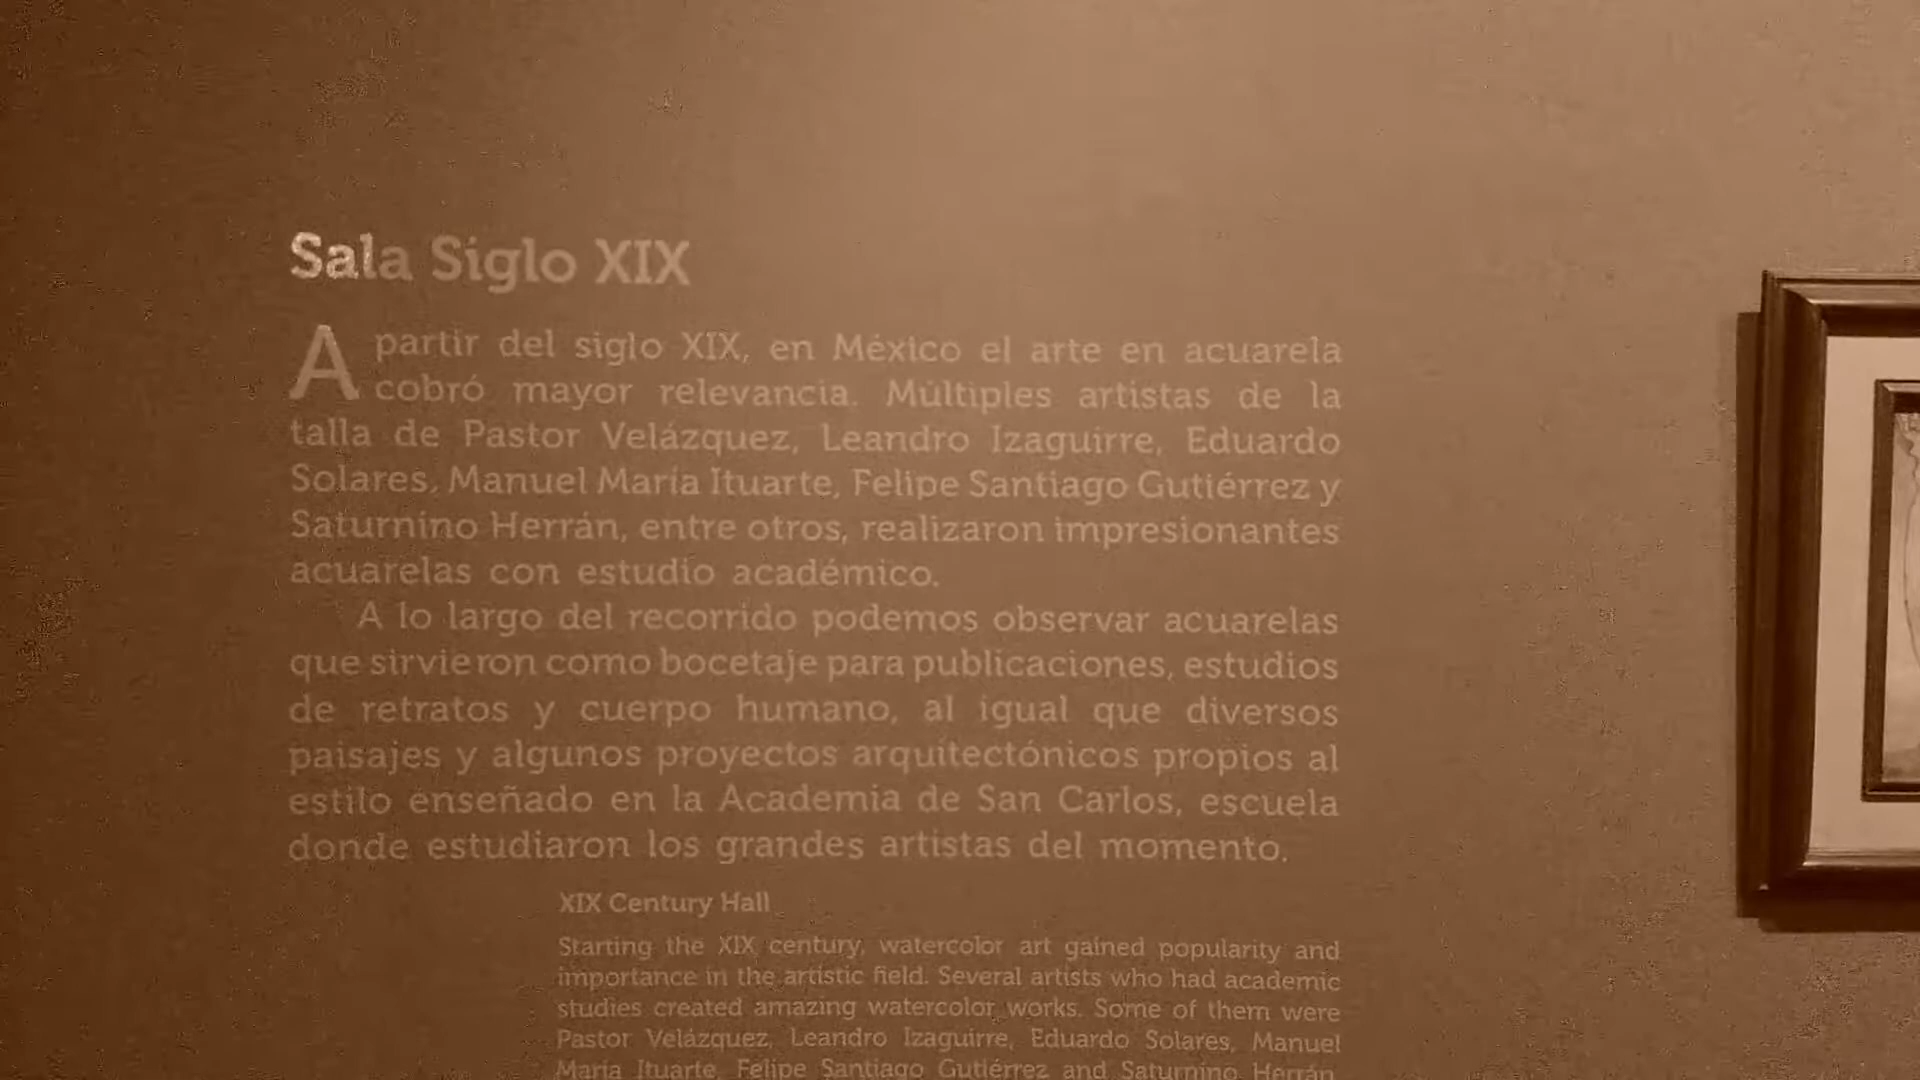 Sala Siglo XIX
A partir del siglo XIX, en México el arte en acuarela
cobró mayor relevancia. Múltiples artistas de la
talla de Pastor Velázquez, Leandro Izaguirre, Eduardo
Solares, Manuel María Ituarte, Felipe Santiago Gutiérrez y
Saturnino Herrán, entre otros, realizaron impresionantes
acuarelas con estudio académico.
A lo largo del recorrido podemos observar acuarelas
que sirvieron como bocetaje para publicaciones, estudios
de retratos y cuerpo humano, al igual que diversos
paisajes y algunos proyectos arquitectónicos propios al
estilo enseñado en la Academia de San Carlos, escuela
donde estudiaron los grandes artistas del momento.
XIX Century Hall
Starting the XIX century, watercolor art gained popularity and
importance in the artistic field. Several artists who had academic
studies created amazing watercolor works. Some of them were
Pastor Velázquez, Leandro Izaguirre, Eduardo Solares, Manuel
María Ituarte, Felipe Santiago Gutiérrez and Saturnino Herrán,